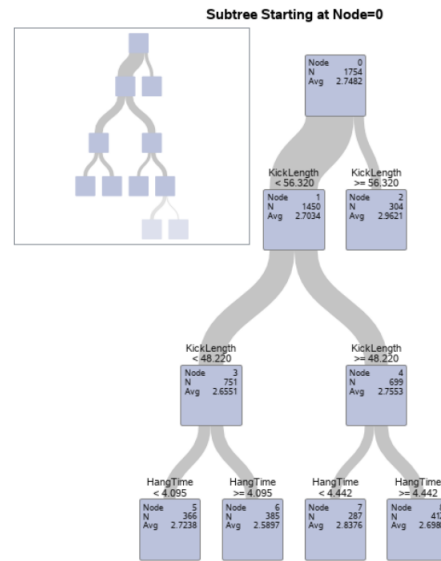 Subtree Starting at Node=0
Node 0
N 1754
Avg 2.7482
KickLength
< 56.320
KickLength
>= 56.320
Node 1
N 1450
Avg 2.7034
Node 2
N 304
Avg 2.9621
KickLength
< 48.220
KickLength
>= 48.220
Node 3
N 751
Avg 2.6551
Node 4
N 699
Avg 2.7553
HangTime
< 4.095
HangTime
>= 4.095
HangTime
< 4.442
HangTime
>= 4.442
Node 5
N 366
Avg 2.7238
Node 6
N 385
Avg 2.5897
Node 7
N 287
Avg 2.8376
Node
N
Avg